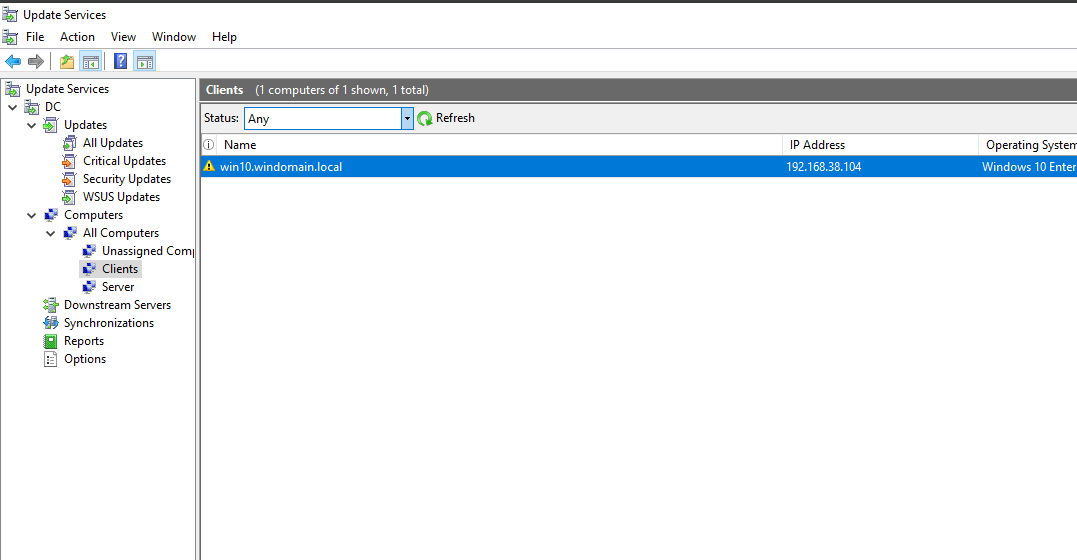 Update Services
File Action View Window Help
Update Services
DC
Updates
All Updates
Critical Updates
Security Updates
WSUS Updates
Computers
All Computers
Unassigned Comp
Clients
Server
Downstream Servers
Synchronizations
Reports
Options
Clients (1 computers of 1 shown, 1 total)
Status: Any Refresh
Name IP Address Operating System
win10.windomain.local 192.168.38.104 Windows 10 Enter